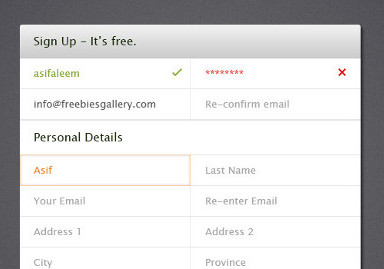 Sign Up – It's free.
asifaleem ********
info@freebiesgallery.com Re-confirm email
Personal Details
Asif Last Name
Your Email Re-enter Email
Address 1 Address 2
City Province